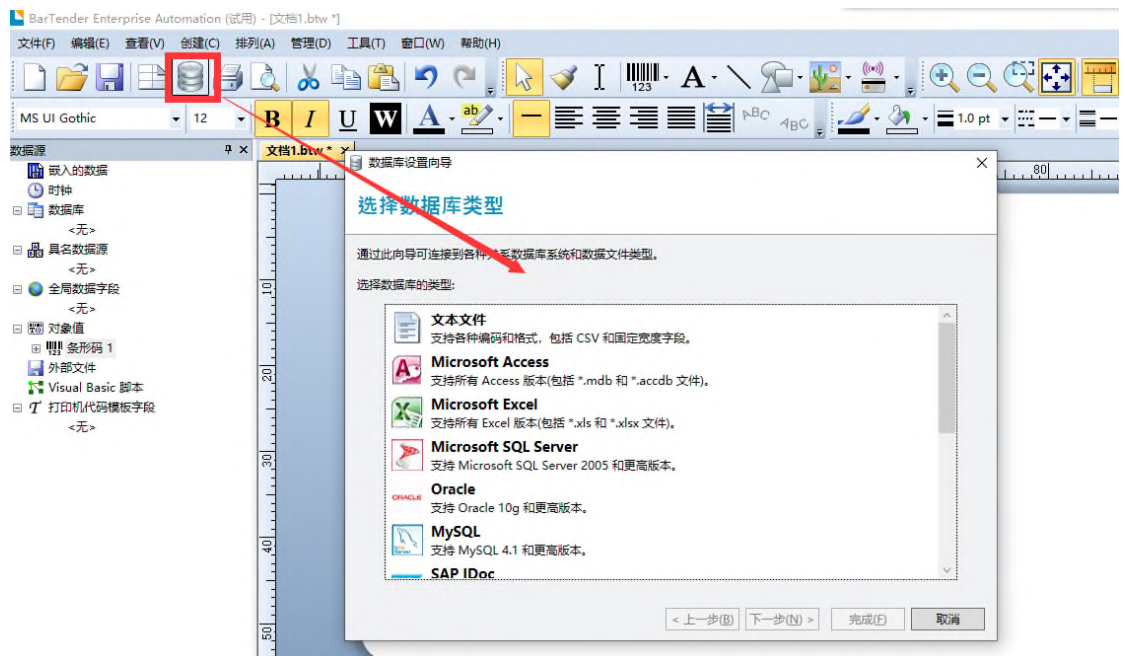 BarTender Enterprise Automation (试用) - [文档1.btw *]
文件(F) 编辑(E) 查看(V) 创建(C) 排列(A) 管理(D) 工具(T) 窗口(W) 帮助(H)
123 A
MS UI Gothic 12 B I U W A ab ABC ABC 1.0 pt
数据源
文档1.btw *
嵌入的数据
时钟
数据库
<无>
具名数据源
<无>
全局数据字段
<无>
对象值
条形码 1
外部文件
Visual Basic 脚本
打印机代码模板字段
<无>
80
10
20
30
40
50
数据库设置向导
选择数据库类型
通过此向导可连接到各种关系数据库系统和数据文件类型。
选择数据库的类型:
文本文件
支持各种编码和格式，包括 CSV 和固定宽度字段。
Microsoft Access
支持所有 Access 版本(包括 *.mdb 和 *.accdb 文件)。
Microsoft Excel
支持所有 Excel 版本(包括 *.xls 和 *.xlsx 文件)。
Microsoft SQL Server
支持 Microsoft SQL Server 2005 和更高版本。
ORACLE
Oracle
支持 Oracle 10g 和更高版本。
MySQL
支持 MySQL 4.1 和更高版本。
SAP IDoc
< 上一步(B) 下一步(N) > 完成(F) 取消